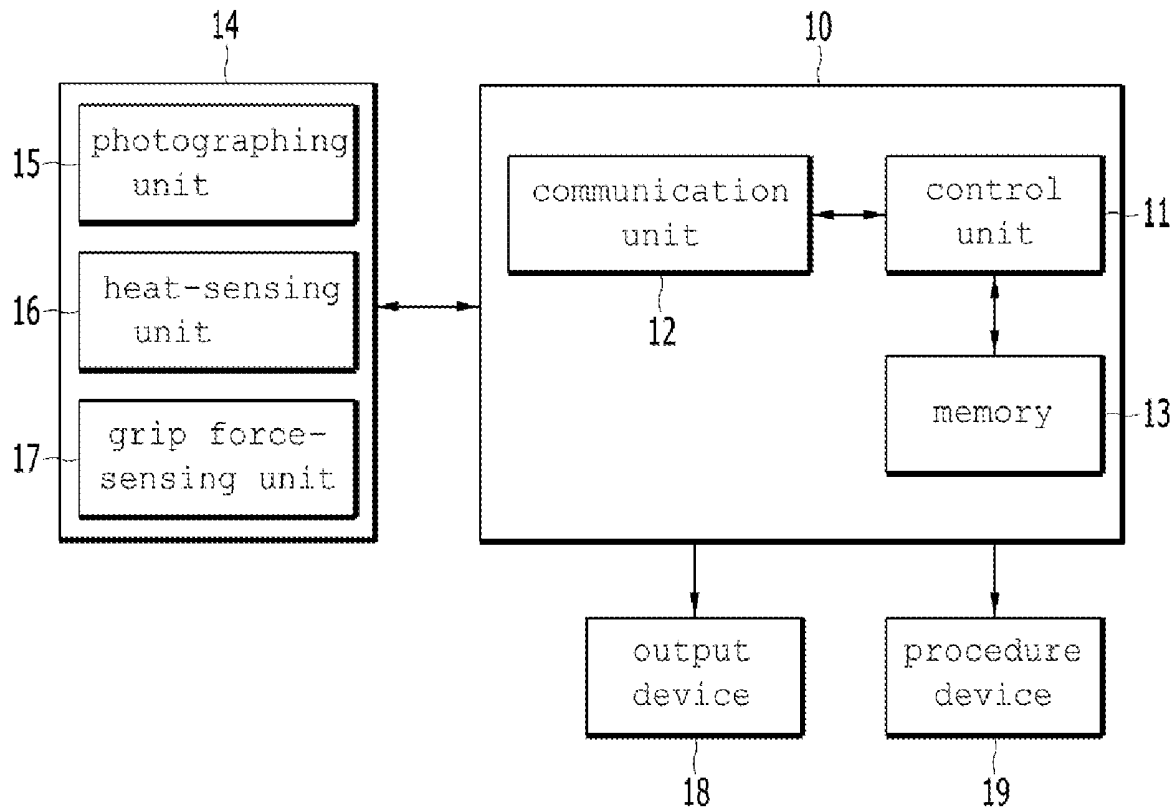 14
10
15
photographing
unit
16
heat-sensing
unit
17
grip force-
sensing unit
communication
unit
12
control
unit
11
memory
13
output
device
18
procedure
device
19